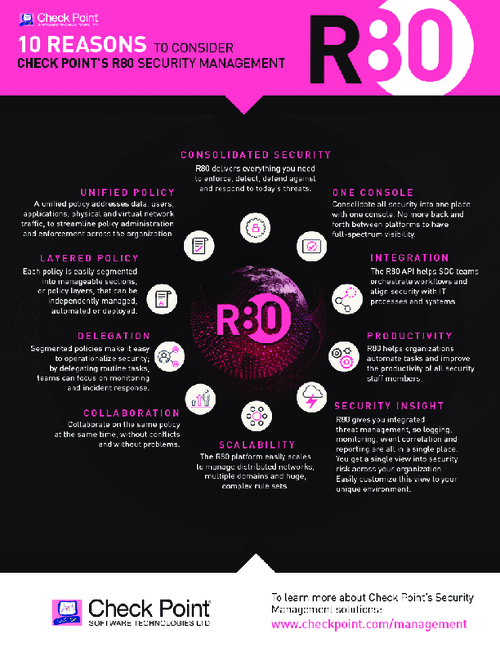 Check Point
SOFTWARE TECHNOLOGIES LTD
10 REASONS TO CONSIDER
CHECK POINT'S R80 SECURITY MANAGEMENT
R80
CONSOLIDATED SECURITY
R80 delivers everything you need
to enforce, detect, defend against
and respond to today's threats.
UNIFIED POLICY
A unified policy addresses data, users,
applications, physical and virtual network
traffic, to streamline policy administration
and enforcement across the organization.
ONE CONSOLE
Consolidate all security into one place
with one console. No more back and
forth between platforms to have
full-spectrum visibility.
LAYERED POLICY
Each policy is easily segmented
into manageable sections,
or policy layers, that can be
independently managed,
automated or deployed.
INTEGRATION
The R80 API helps SOC teams
orchestrate workflows and
align security with IT
processes and systems
R80
DELEGATION
Segmented policies make it easy
to operationalize security;
by delegating routine tasks,
teams can focus on monitoring
and incident response.
PRODUCTIVITY
R80 helps organizations
automate tasks and improve
the productivity of all security
staff members.
COLLABORATION
Collaborate on the same policy
at the same time, without conflicts
and without problems.
SECURITY INSIGHT
R80 gives you integrated
threat management, so logging,
monitoring, event correlation and
reporting are all in a single place.
You get a single view into security
risk across your organization.
Easily customize this view to your
unique environment.
SCALABILITY
The R80 platform easily scales
to manage distributed networks,
multiple domains and huge,
complex rule sets
Check Point
SOFTWARE TECHNOLOGIES LTD
To learn more about Check Point's Security
Management solutions:
www.checkpoint.com/management